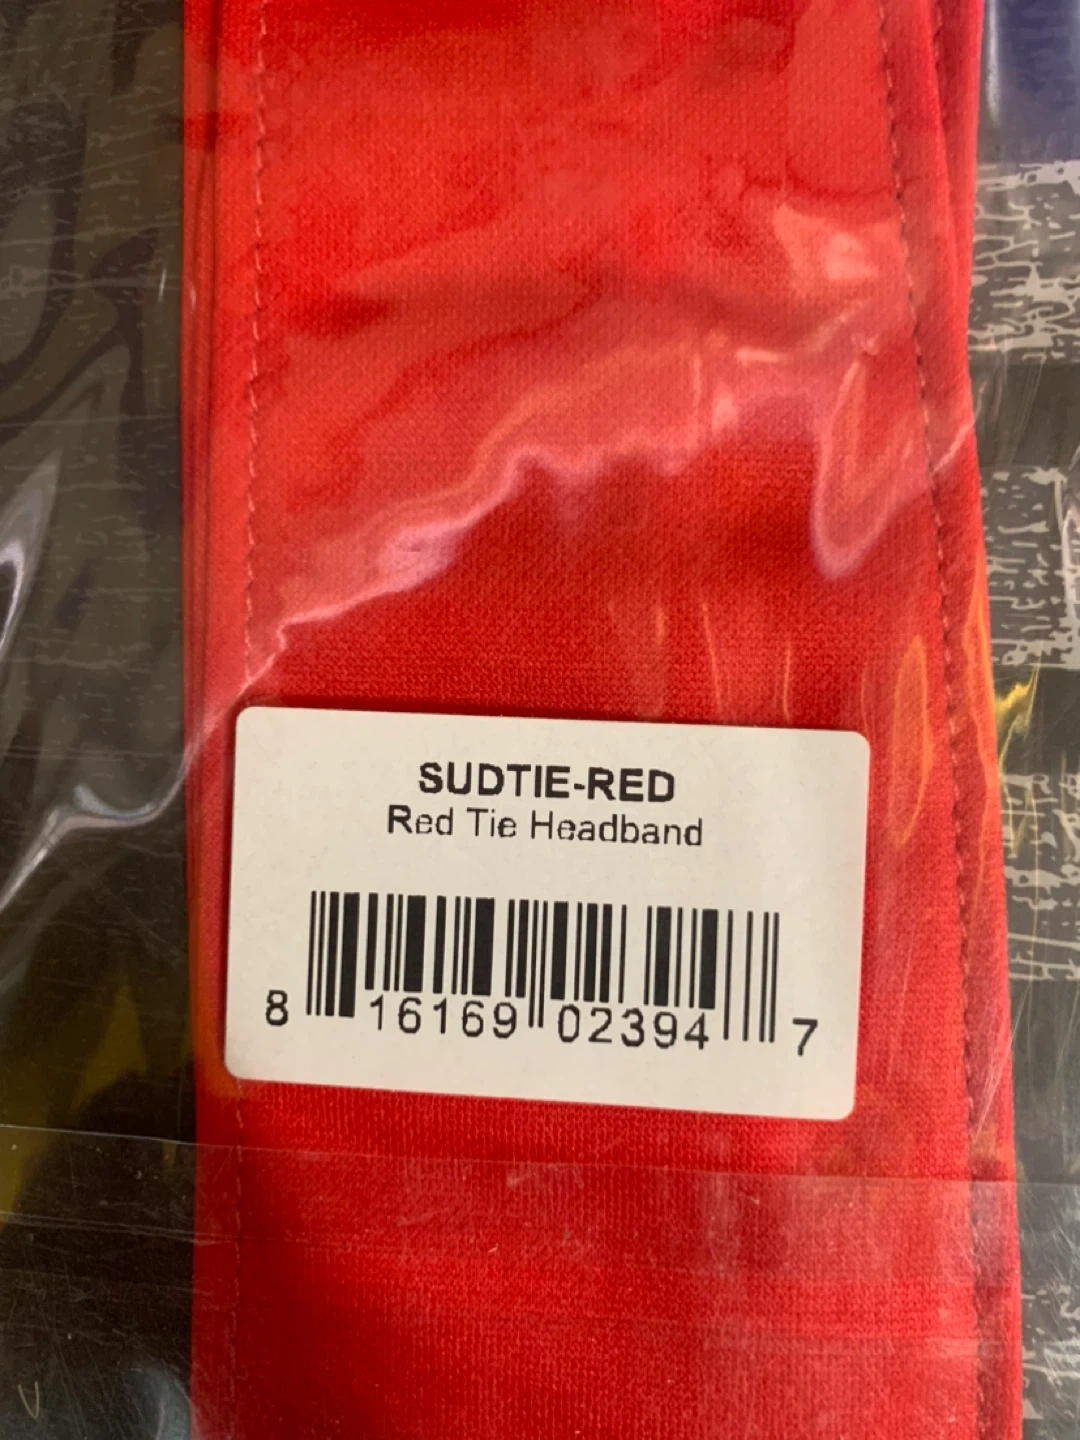 SUDTIE-RED
Red Tie Headband
8 16169 02394 7